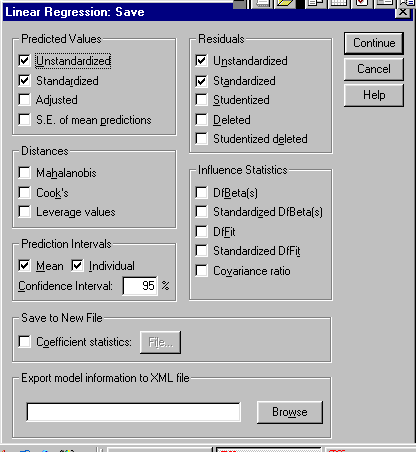 Linear Regression: Save
Predicted Values
Unstandardized
Standardized
Adjusted
S.E. of mean predictions
Distances
Mahalanobis
Cook's
Leverage values
Prediction Intervals
Mean Individual
Confidence Interval: 95 %
Residuals
Unstandardized
Standardized
Studentized
Deleted
Studentized deleted
Influence Statistics
DfBeta(s)
Standardized DfBeta(s)
DfFit
Standardized DfFit
Covariance ratio
Continue
Cancel
Help
Save to New File
Coefficient statistics: File...
Export model information to XML file
Browse